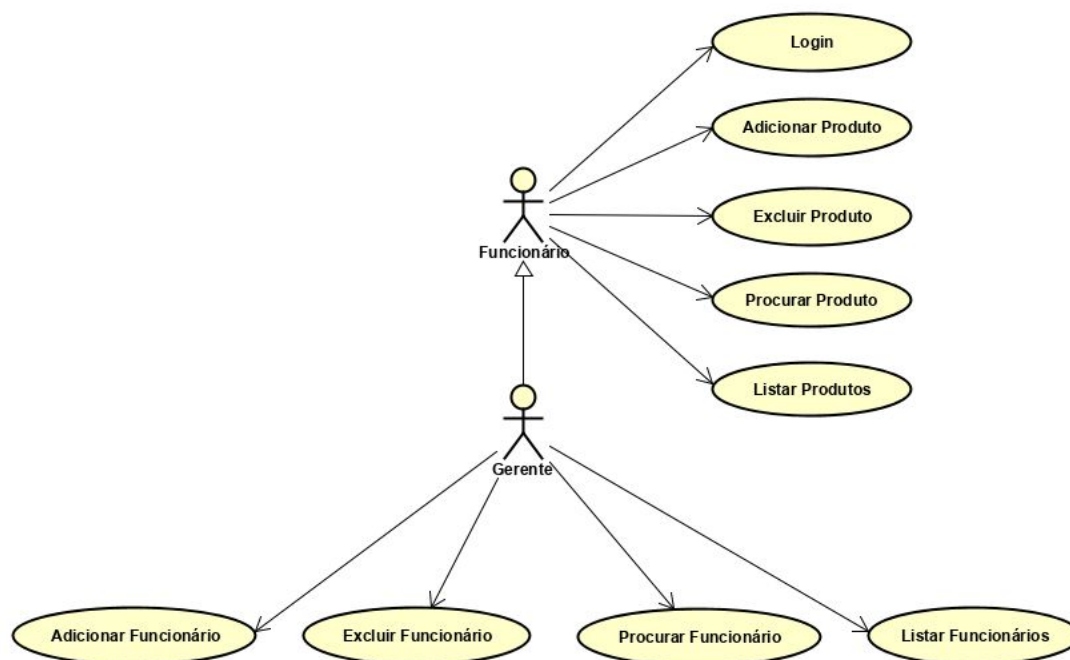 Login
Adicionar Produto
Excluir Produto
Funcionário
Procurar Produto
Listar Produtos
Gerente
Adicionar Funcionário
Excluir Funcionário
Procurar Funcionário
Listar Funcionários